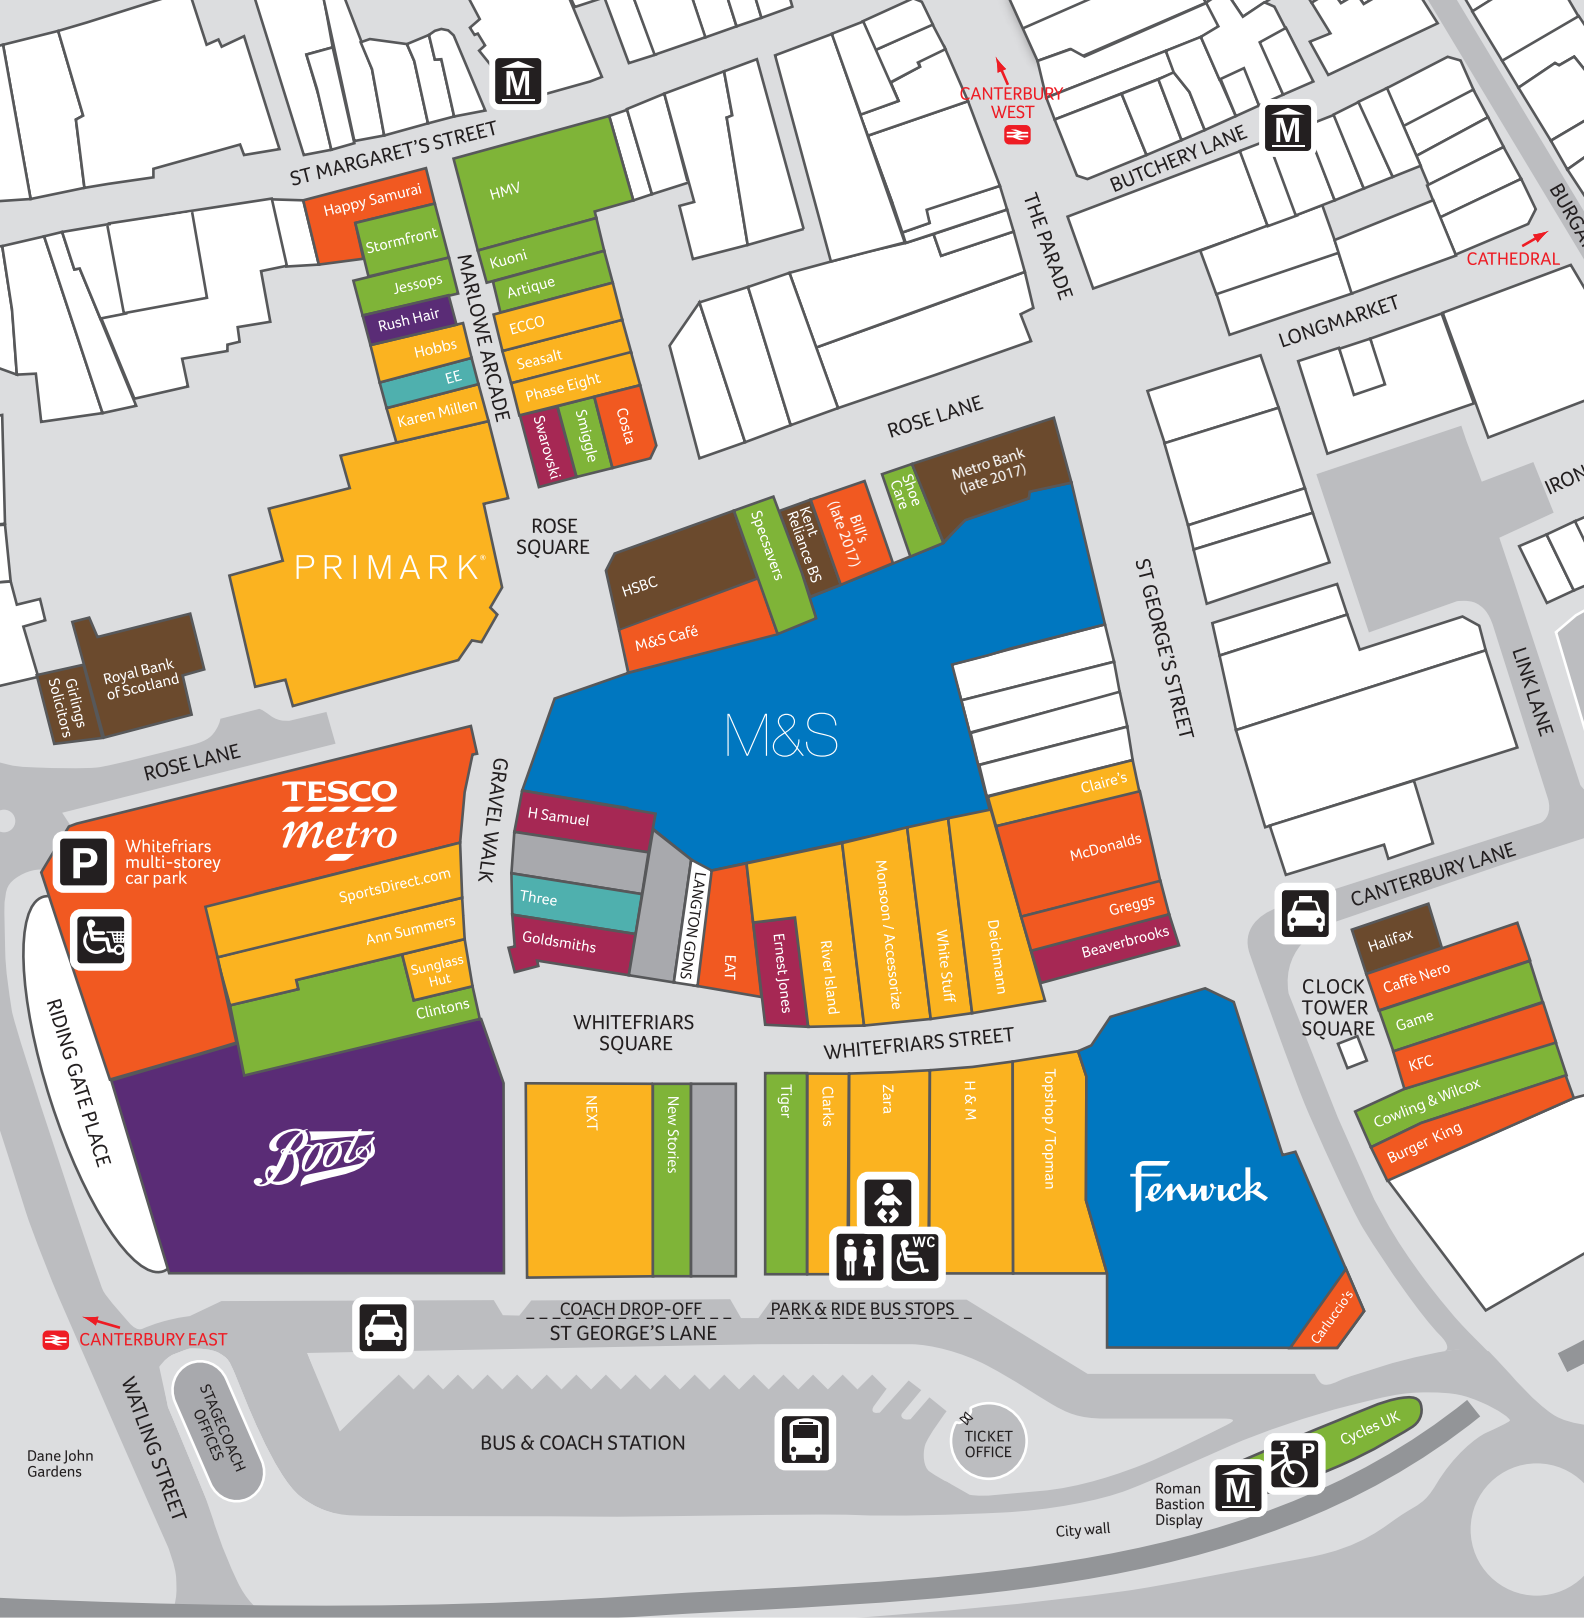 M
ST MARGARET'S STREET
CANTERBURY
WEST
M
BUTCHERY LANE
THE PARADE
CATHEDRAL
LONGMARKET
Happy Samurai
Stormfront
Jessops
Rush Hair
Hobbs
EE
Karen Millen
MARLOWE ARCADE
HMV
Kuoni
Artique
ECCO
Seasalt
Phase Eight
Swarovski
Smiggle
Costa
PRIMARK
ROSE
SQUARE
ROSE LANE
Metro Bank
(late 2017)
Shoe
Care
Bill's
(late 2017)
Kent
Reliance BS
Specsavers
HSBC
M&S Café
M&S
ST GEORGE'S STREET
LINK LANE
Girlings
Solicitors
Royal Bank
of Scotland
ROSE LANE
TESCO
metro
P
Whitefriars
multi-storey
car park
SportsDirect.com
Ann Summers
Sunglass
Hut
Clintons
GRAVEL WALK
H Samuel
Three
Goldsmiths
LANGTON GDNS
EAT
Ernest Jones
River Island
Monsoon / Accessorize
White Stuff
Deichmann
Claire's
McDonalds
Greggs
Beaverbrooks
CANTERBURY LANE
Halifax
Caffè Nero
Game
KFC
Cowling & Wilcox
Burger King
CLOCK
TOWER
SQUARE
WHITEFRIARS
SQUARE
WHITEFRIARS STREET
RIDING GATE PLACE
Boots
NEXT
New Stories
Tiger
Clarks
Zara
H & M
Topshop / Topman
WC
Fenwick
Carluccio's
COACH DROP-OFF
PARK & RIDE BUS STOPS
ST GEORGE'S LANE
CANTERBURY EAST
WATLING STREET
STAGECOACH
OFFICES
Dane John
Gardens
BUS & COACH STATION
TICKET
OFFICE
Cycles UK
P
M
Roman
Bastion
Display
City wall